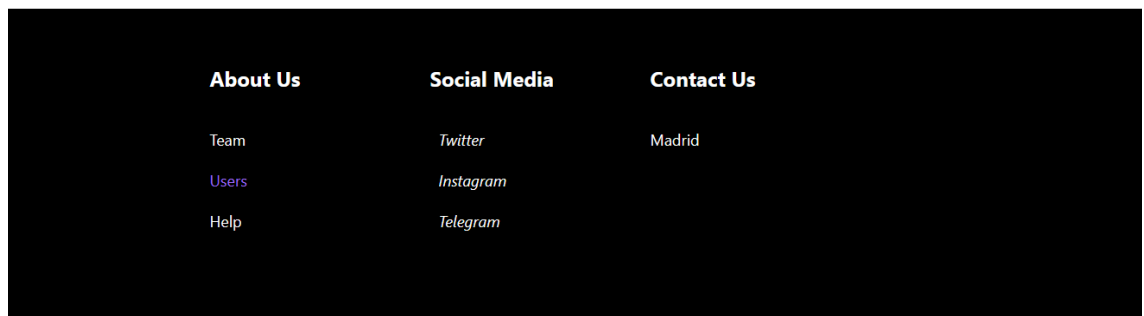 About Us
Team
Users
Help
Social Media
Twitter
Instagram
Telegram
Contact Us
Madrid